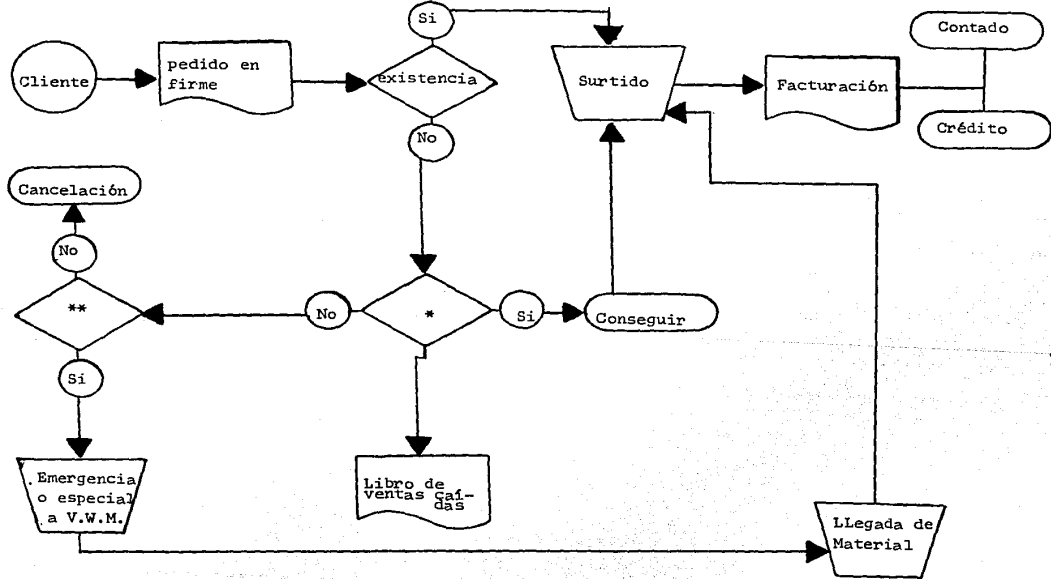 Si
Contado
Cliente
pedido en
firme
existencia
Surtido
Facturación
Crédito
No
Cancelación
No
**
No
*
Si
Conseguir
Sí
Emergencia
o especial
a V.W.M.
Libro de
ventas caí-
das
LLegada de
Material